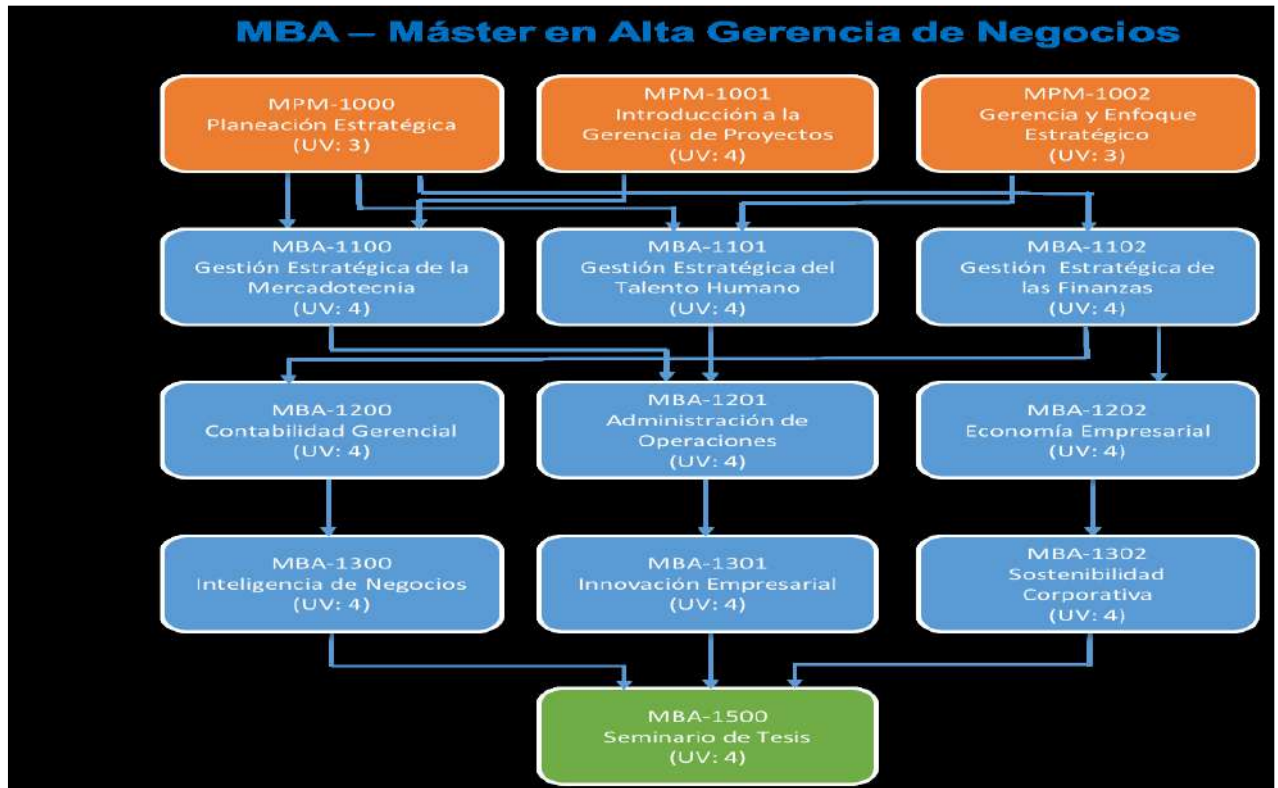 MBA – Máster en Alta Gerencia de Negocios
MPM-1000
Planeación Estratégica
(UV: 3)
MPM-1001
Introducción a la
Gerencia de Proyectos
(UV: 4)
MPM-1002
Gerencia y Enfoque
Estratégico
(UV: 3)
MBA-1100
Gestión Estratégica de la
Mercadotecnia
(UV: 4)
MBA-1101
Gestión Estratégica del
Talento Humano
(UV: 4)
MBA-1102
Gestión Estratégica de
las Finanzas
(UV: 4)
MBA-1200
Contabilidad Gerencial
(UV: 4)
MBA-1201
Administración de
Operaciones
(UV: 4)
MBA-1202
Economía Empresarial
(UV: 4)
MBA-1300
Inteligencia de Negocios
(UV: 4)
MBA-1301
Innovación Empresarial
(UV: 4)
MBA-1302
Sostenibilidad
Corporativa
(UV: 4)
MBA-1500
Seminario de Tesis
(UV: 4)